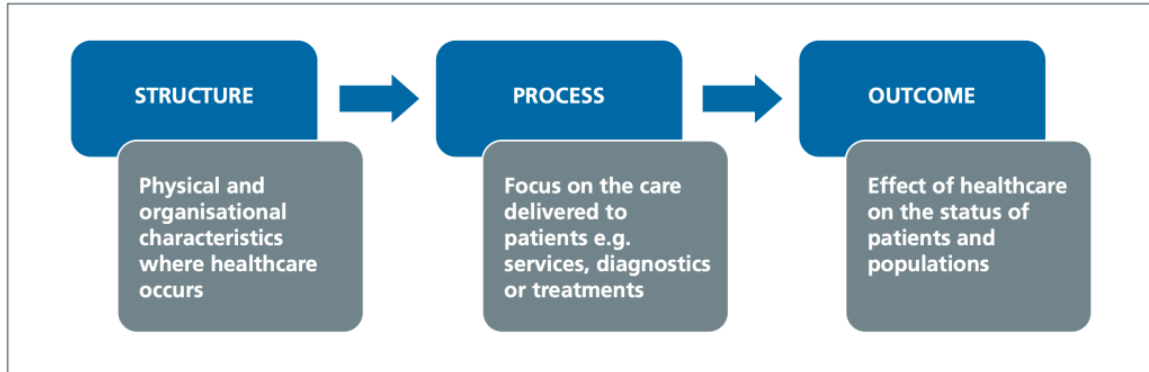 STRUCTURE
Physical and
organisational
characteristics
where healthcare
occurs
PROCESS
Focus on the care
delivered to
patients e.g.
services, diagnostics
or treatments
OUTCOME
Effect of healthcare
on the status of
patients and
populations